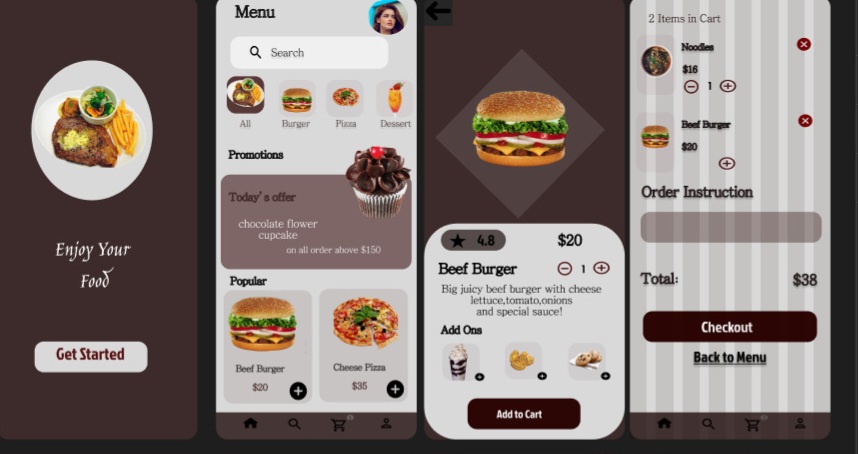 Enjoy Your
Food
Get Started
Menu
Search
All Burger Pizza Dessert
Promotions
Today's offer
chocolate flower
cupcake
on all order above $150
Popular
Beef Burger
$20
Cheese Pizza
$35
4.8 $20
Beef Burger 1
Big juicy beef burger with cheese
lettuce,tomato,onions
and special sauce!
Add Ons
Add to Cart
2 Items in Cart
Noodles
$16
1
Beef Burger
$20
Order Instruction
Total: $38
Checkout
Back to Menu